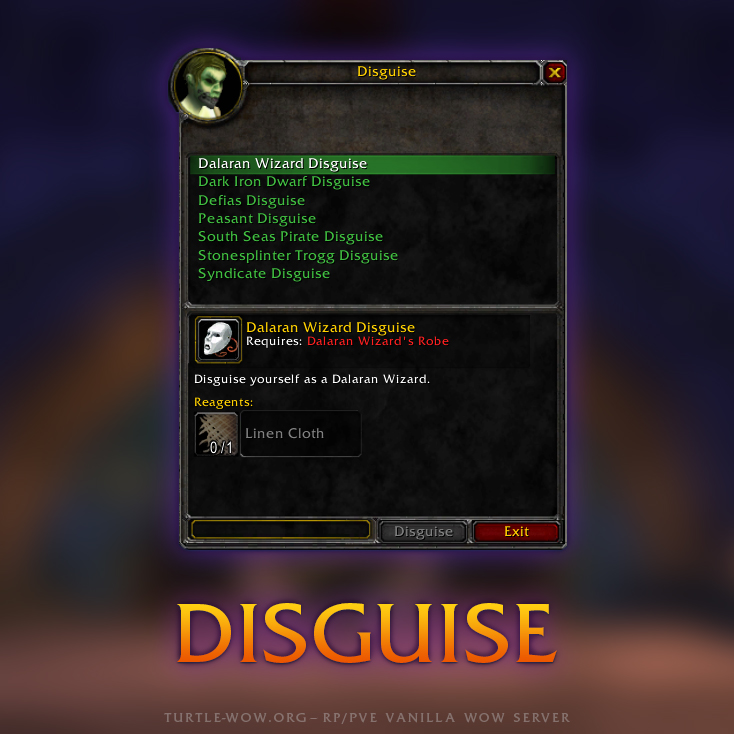 Disguise
Dalaran Wizard Disguise
Dark Iron Dwarf Disguise
Defias Disguise
Peasant Disguise
South Seas Pirate Disguise
Stonesplinter Trogg Disguise
Syndicate Disguise
Dalaran Wizard Disguise
Requires: Dalaran Wizard's Robe
Disguise yourself as a Dalaran Wizard.
Reagents:
0/1 Linen Cloth
Disguise Exit
DISGUISE
TURTLE-WOW.ORG – RP/PVE VANILLA WOW SERVER